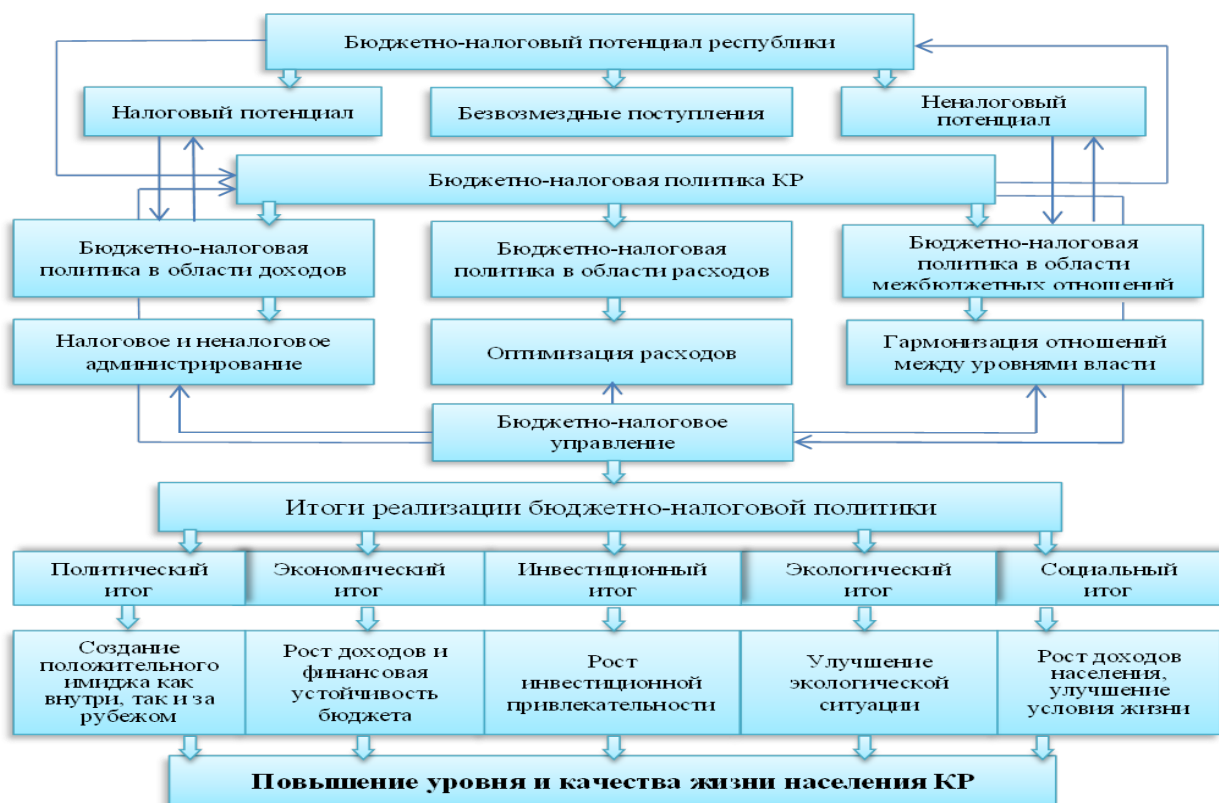 Бюджетно-налоговый потенциал республики
Налоговый потенциал
Безвозмездные поступления
Неналоговый
потенциал
Бюджетно-налоговая политика КР
Бюджетно-налоговая
политика в области доходов
Бюджетно-налоговая
политика в области расходов
Бюджетно-налоговая
политика в области
межбюджетных отношений
Налоговое и неналоговое
администрирование
Оптимизация расходов
Гармонизация отношений
между уровнями власти
Бюджетно-налоговое
управление
Итоги реализации бюджетно-налоговой политики
Политический
итог
Экономический
итог
Инвестиционный
итог
Экологический
итог
Социальный
итог
Создание
положительного
имиджа как
внутри, так и за
рубежом
Рост доходов и
финансовая
устойчивость
бюджета
Рост
инвестиционной
привлекательности
Улучшение
экологической
ситуации
Рост доходов
населения,
улучшение
условия жизни
Повышение уровня и качества жизни населения КР